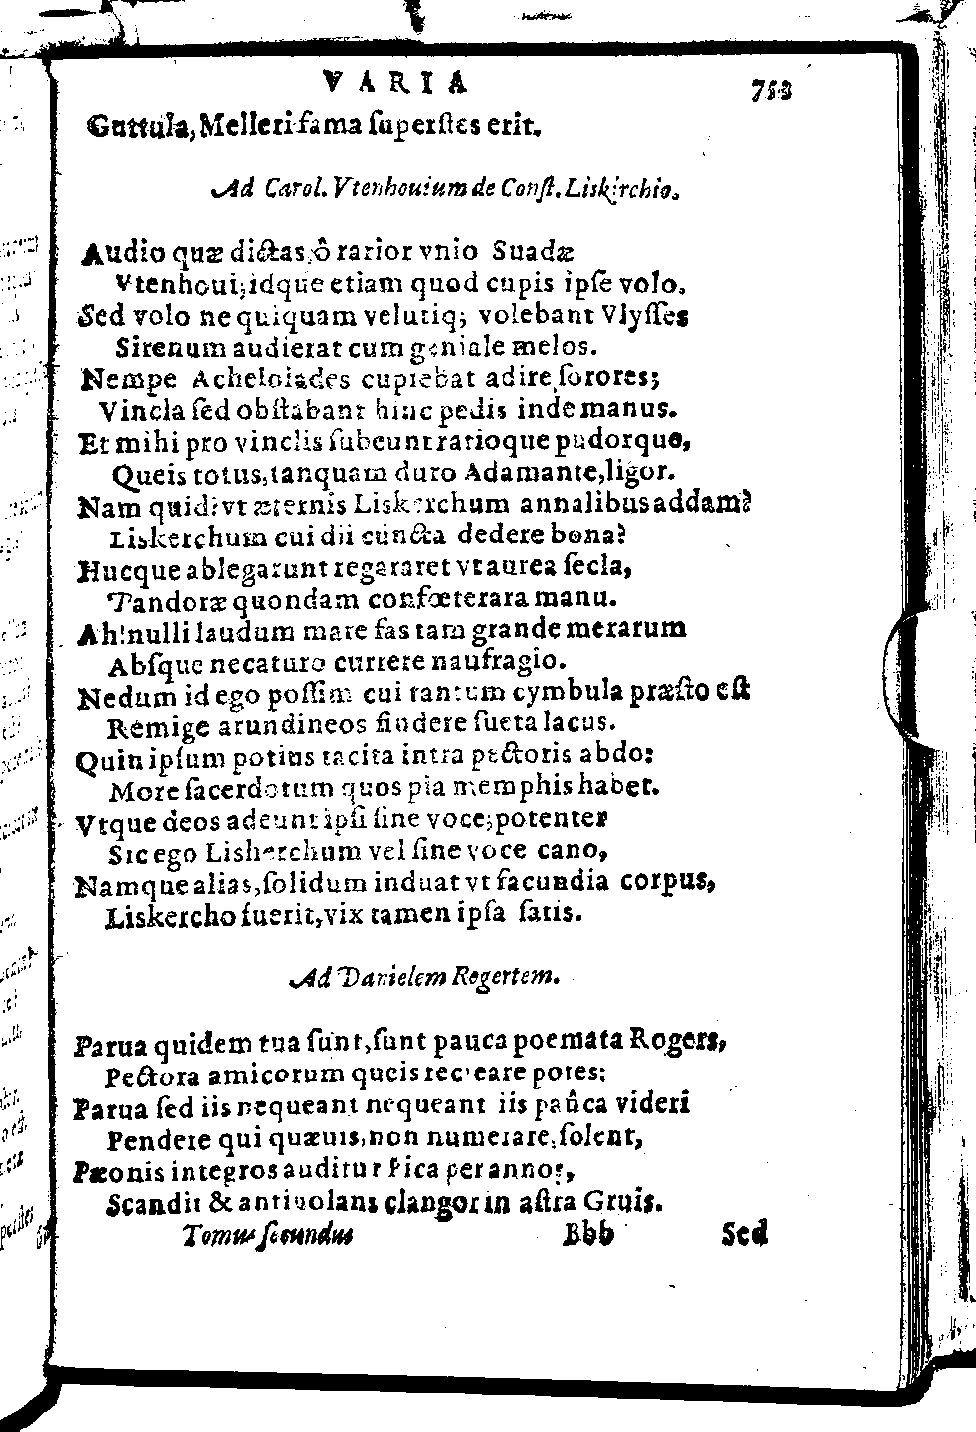 VARIA 753
Guttula, Melleri fama ſuperſtes erit.
Ad Carol. Vtenhouium de Conſt. Liskirchio.
Audio quæ dictas, ô rarior vnio Suadæ
Vtenhoui; idque etiam quod cupis ipſe volo.
Sed volo ne quiquam velutiq; volebant Vlyſſes
Sirenum audierat cum geniale melos.
Nempe Acheloiades cupiebat adire ſorores;
Vincla ſed obſtabant hinc pedis inde manus.
Et mihi pro vinclis ſubeunt ratioque pudorque,
Queis totus, tanquam duro Adamante, ligor.
Nam quid? vt æternis Liskerchum annalibus addam?
Liskerchum cui dii cuncta dedere bona?
Hucque ablegarunt regararet vt aurea ſecla,
Pandoræ quondam confœterara manu.
Ah! nulli laudum mare fas tam grande merarum
Abſque necaturo currere naufragio.
Nedum id ego poſſim cui tantum cymbula præſto eſt
Remige arundineos findere ſueta lacus.
Quin ipſum potius tacita intra pectoris abdo:
More ſacerdotum quos pia memphis habet.
Vtque deos adeunt ipſi ſine voce; potenter
Sic ego Lisherchum vel ſine voce cano,
Namque alias, ſolidum induat vt facundia corpus,
Liskercho fuerit, vix tamen ipſa ſatis.
Ad Danielem Rogertem.
Parua quidem tua ſunt, ſunt pauca poemata Rogers,
Pectora amicorum queis recreare potes:
Parua ſed iis nequeant nequeant iis paûca videri
Pendere qui quæuis, non numerare, ſolent,
Pæonis integros auditur Pica per annos,
Scandit & antiuolans clangor in aſtra Gruis.
Tomus ſecundus Bbb Sed